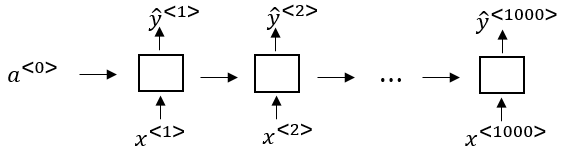 ŷ<1> ŷ<2> ŷ<1000>
a<0> ...
x<1> x<2> x<1000>